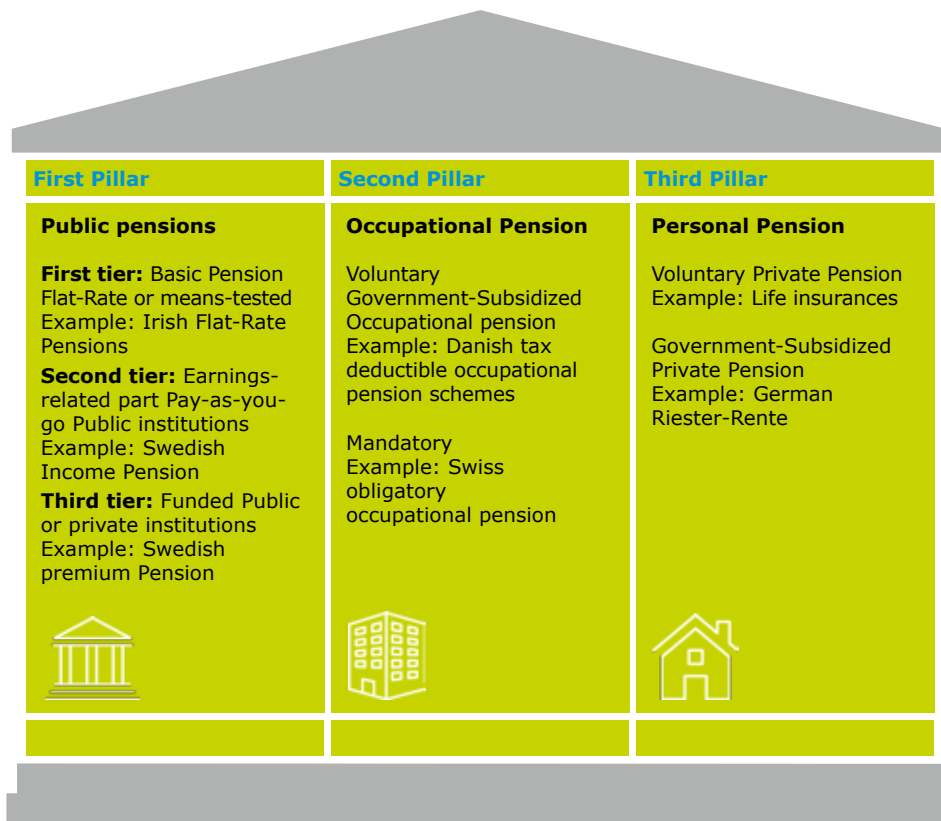 First Pillar
Second Pillar
Third Pillar
Public pensions
First tier: Basic Pension
Flat-Rate or means-tested
Example: Irish Flat-Rate
Pensions
Second tier: Earnings-
related part Pay-as-you-
go Public institutions
Example: Swedish
Income Pension
Third tier: Funded Public
or private institutions
Example: Swedish
premium Pension
Occupational Pension
Voluntary
Government-Subsidized
Occupational pension
Example: Danish tax
deductible occupational
pension schemes
Mandatory
Example: Swiss
obligatory
occupational pension
Personal Pension
Voluntary Private Pension
Example: Life insurances
Government-Subsidized
Private Pension
Example: German
Riester-Rente